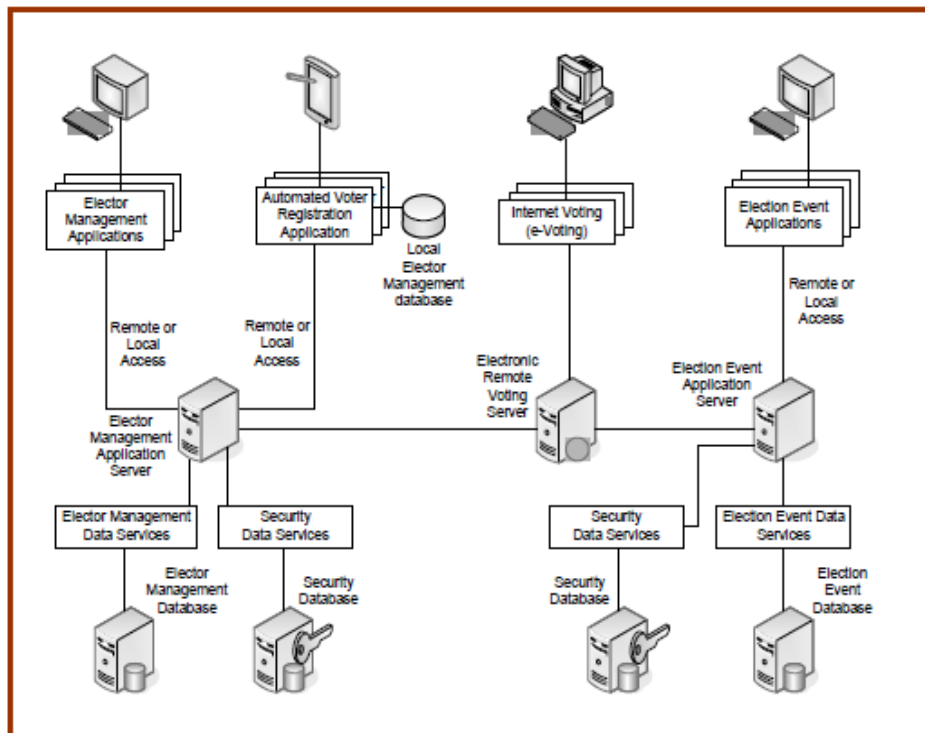 Elector
Management
Applications
Automated Voter
Registration
Application
Local
Elector
Management
database
Internet Voting
(e-Voting)
Election Event
Applications
Remote or
Local
Access
Remote or
Local
Access
Remote or
Local
Access
Elector
Management
Application
Server
Electronic
Remote
Voting
Server
Election Event
Application
Server
Elector Management
Data Services
Security
Data Services
Security
Data Services
Election Event Data
Services
Elector
Management
Database
Security
Database
Security
Database
Election
Event
Database